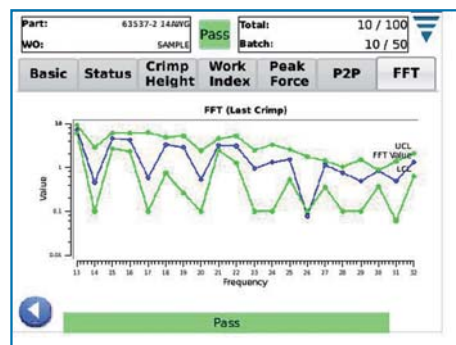 Part: 63537-2 14AWG
WO: SAMPLE
Pass
Total: 10 / 100
Batch: 10 / 50
Basic Status Crimp Height Work Index Peak Force P2P FFT
FFT (Last Crimp)
Value
10
1
0.1
0.01
UCL
FFT Value
LCL
13 14 15 16 17 18 19 20 21 22 23 24 25 26 27 28 29 30 31 32
Frequency
Pass